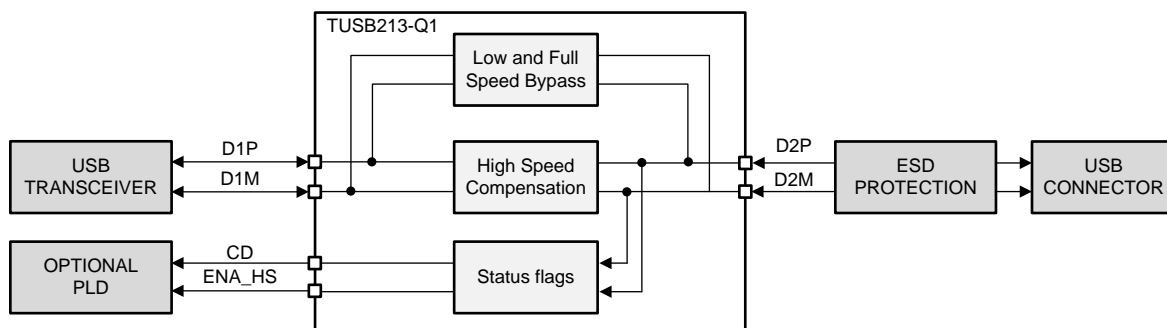 TUSB213-Q1
Low and Full
Speed Bypass
USB
TRANSCEIVER
D1P
D1M
High Speed
Compensation
D2P
D2M
ESD
PROTECTION
USB
CONNECTOR
OPTIONAL
PLD
CD
ENA_HS
Status flags